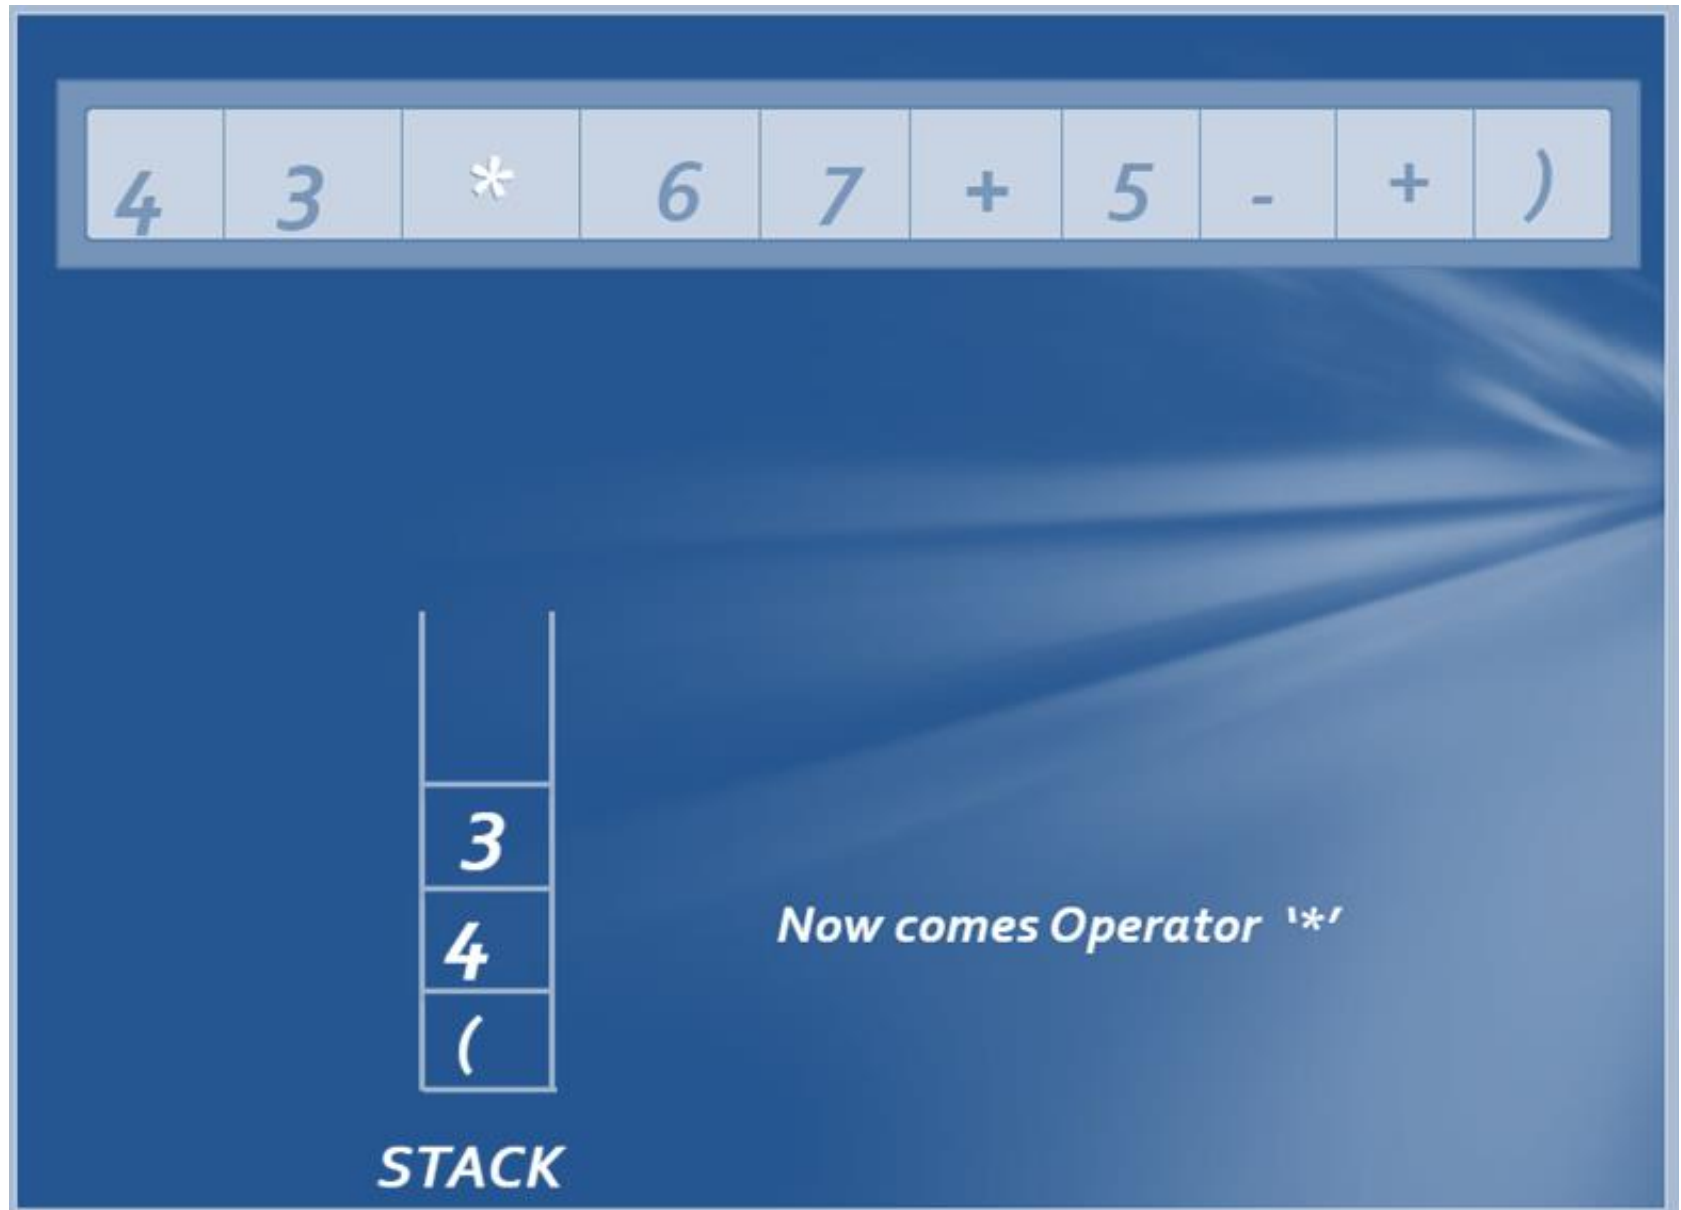 4 3 * 6 7 + 5 - + )
3
4
Now comes Operator ‘*’
(
STACK